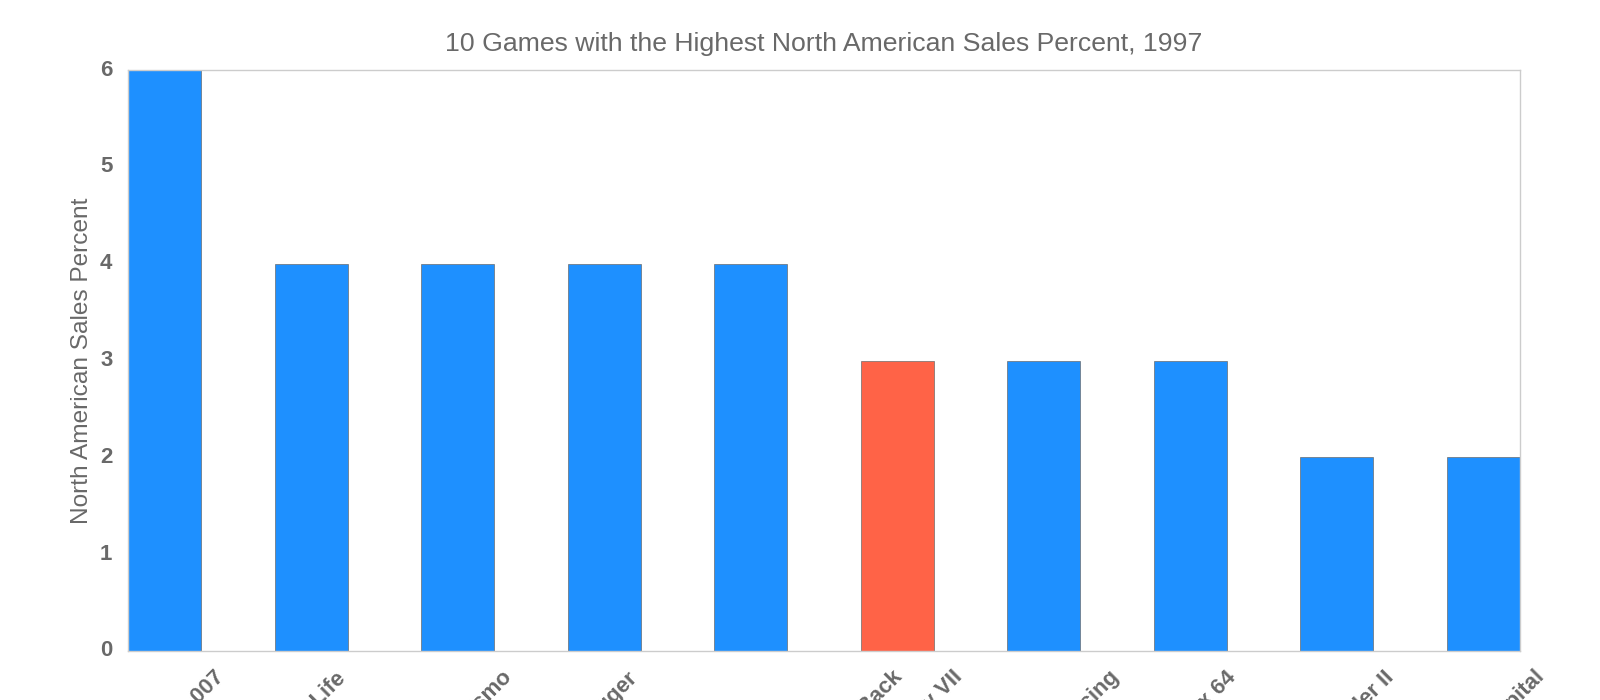 10 Games with the Highest North American Sales Percent, 1997
North American Sales Percent
6
5
4
3
2
1
0
007
Life
VII
64
II